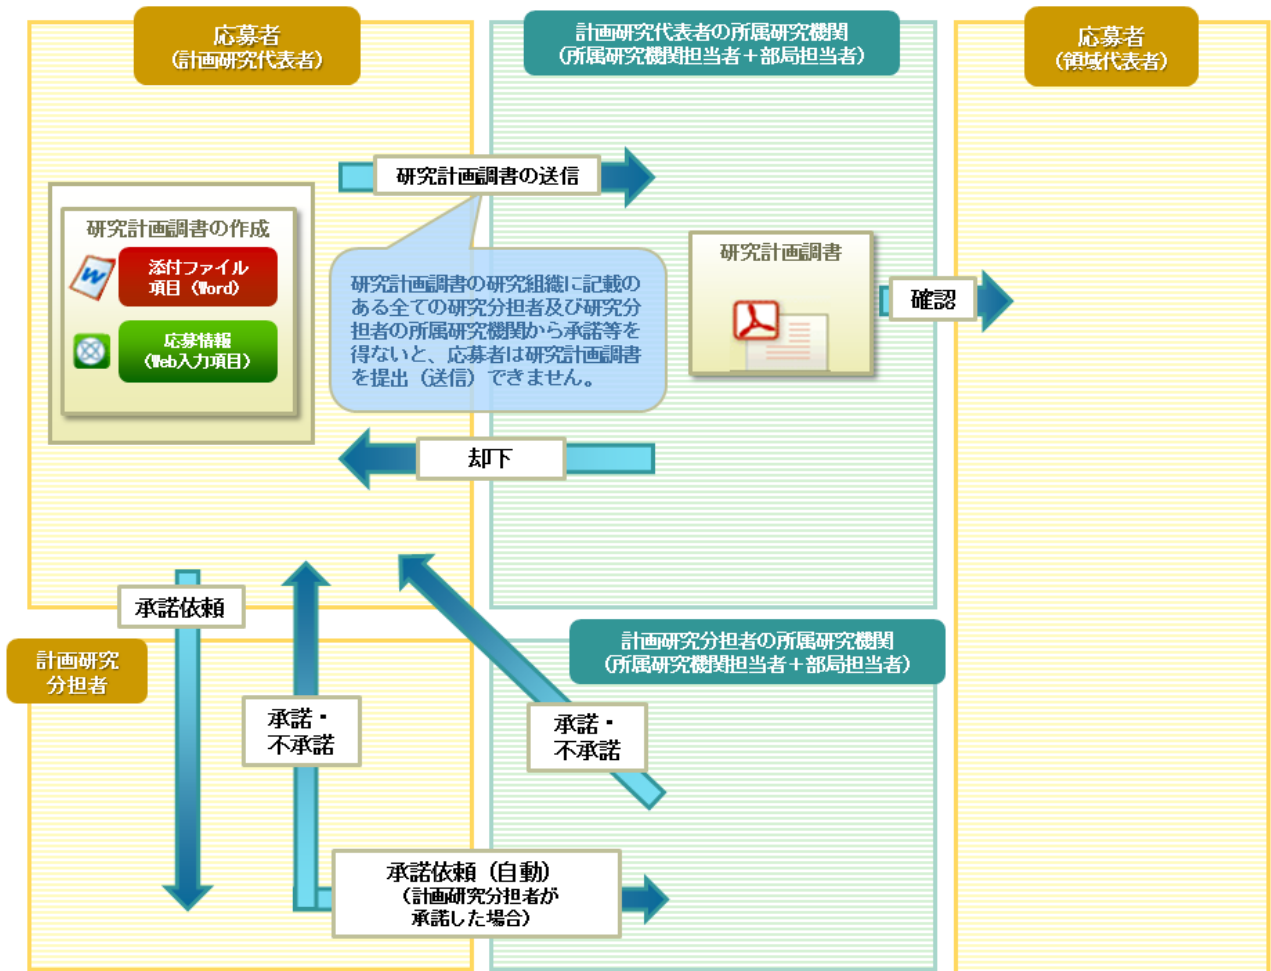 応募者
（計画研究代表者）
計画研究代表者の所属研究機関
（所属研究機関担当者＋部局担当者）
応募者
（領域代表者）
研究計画調書の送信
研究計画調書の作成
添付ファイル
項目（Word）
応募情報
（Web入力項目）
研究計画調書の研究組織に記載の
ある全ての研究分担者及び研究分
担者の所属研究機関から承諾等を
得ないと、応募者は研究計画調書
を提出（送信）できません。
研究計画調書
確認
却下
承諾依頼
計画研究
分担者
計画研究分担者の所属研究機関
（所属研究機関担当者＋部局担当者）
承諾・
不承諾
承諾・
不承諾
承諾依頼（自動）
（計画研究分担者が
承諾した場合）